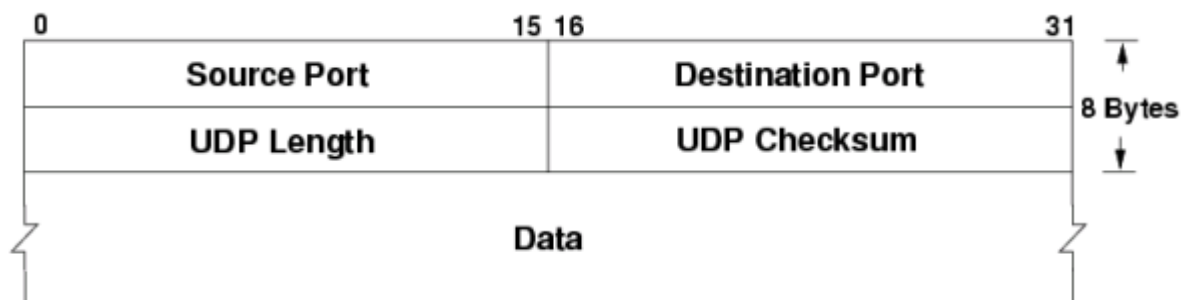 0 15 16 31
Source Port Destination Port
8 Bytes
UDP Length UDP Checksum
Data